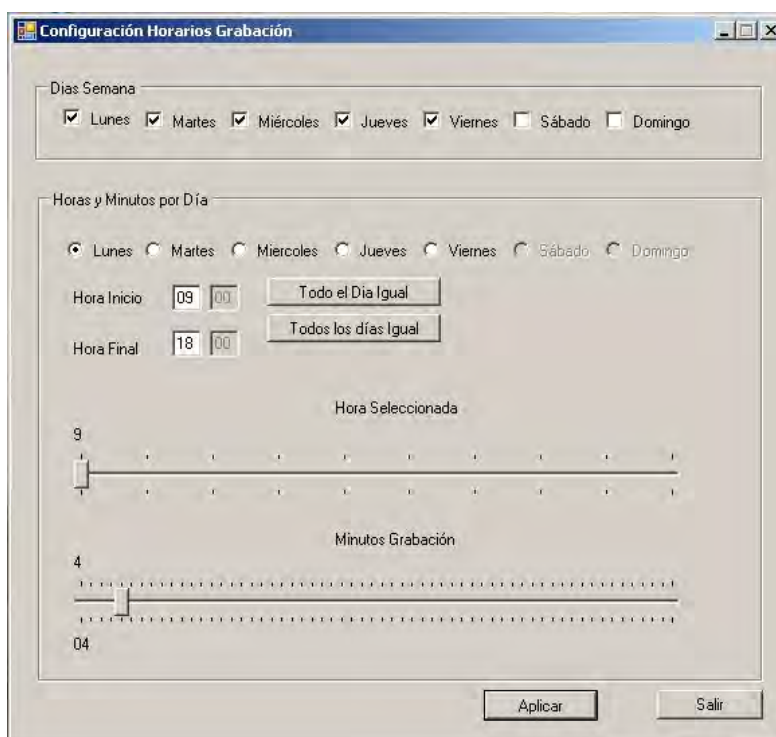 Configuración Horarios Grabación
Dias Semana
Lunes Martes Miércoles Jueves Viernes Sábado Domingo
Horas y Minutos por Día
Lunes Martes Miercoles Jueves Viernes Sábado Domingo
Hora Inicio 09 00 Todo el Dia Igual
Hora Final 18 00 Todos los días Igual
Hora Seleccionada
9
Minutos Grabación
4
04
Aplicar Salir